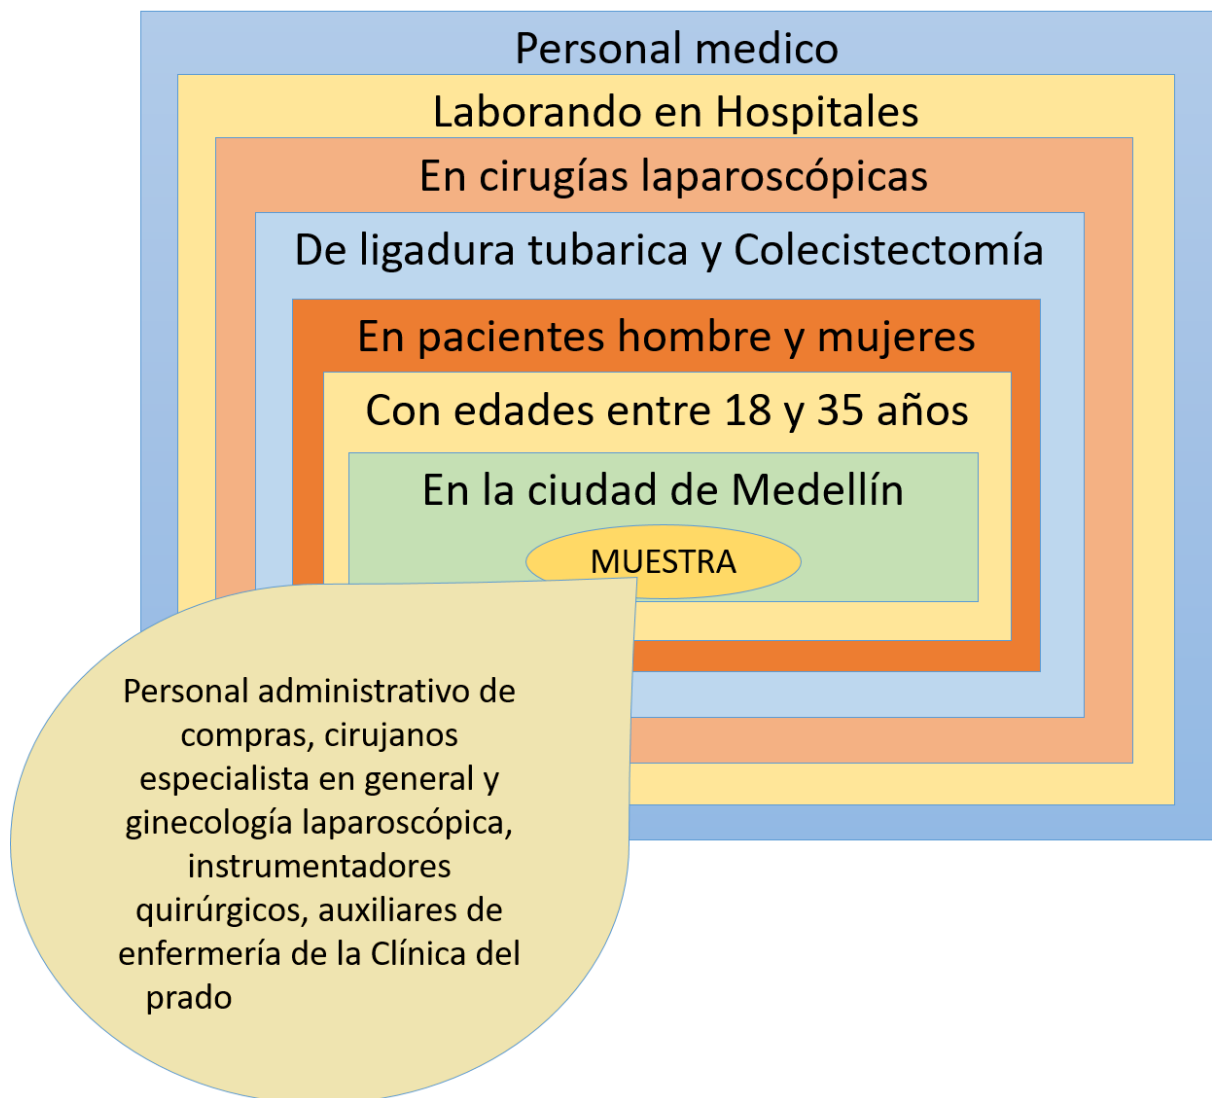 Personal medico
Laborando en Hospitales
En cirugías laparoscópicas
De ligadura tubarica y Colecistectomía
En pacientes hombre y mujeres
Con edades entre 18 y 35 años
En la ciudad de Medellín
MUESTRA
Personal administrativo de
compras, cirujanos
especialista en general y
ginecología laparoscópica,
instrumentadores
quirúrgicos, auxiliares de
enfermería de la Clínica del
prado